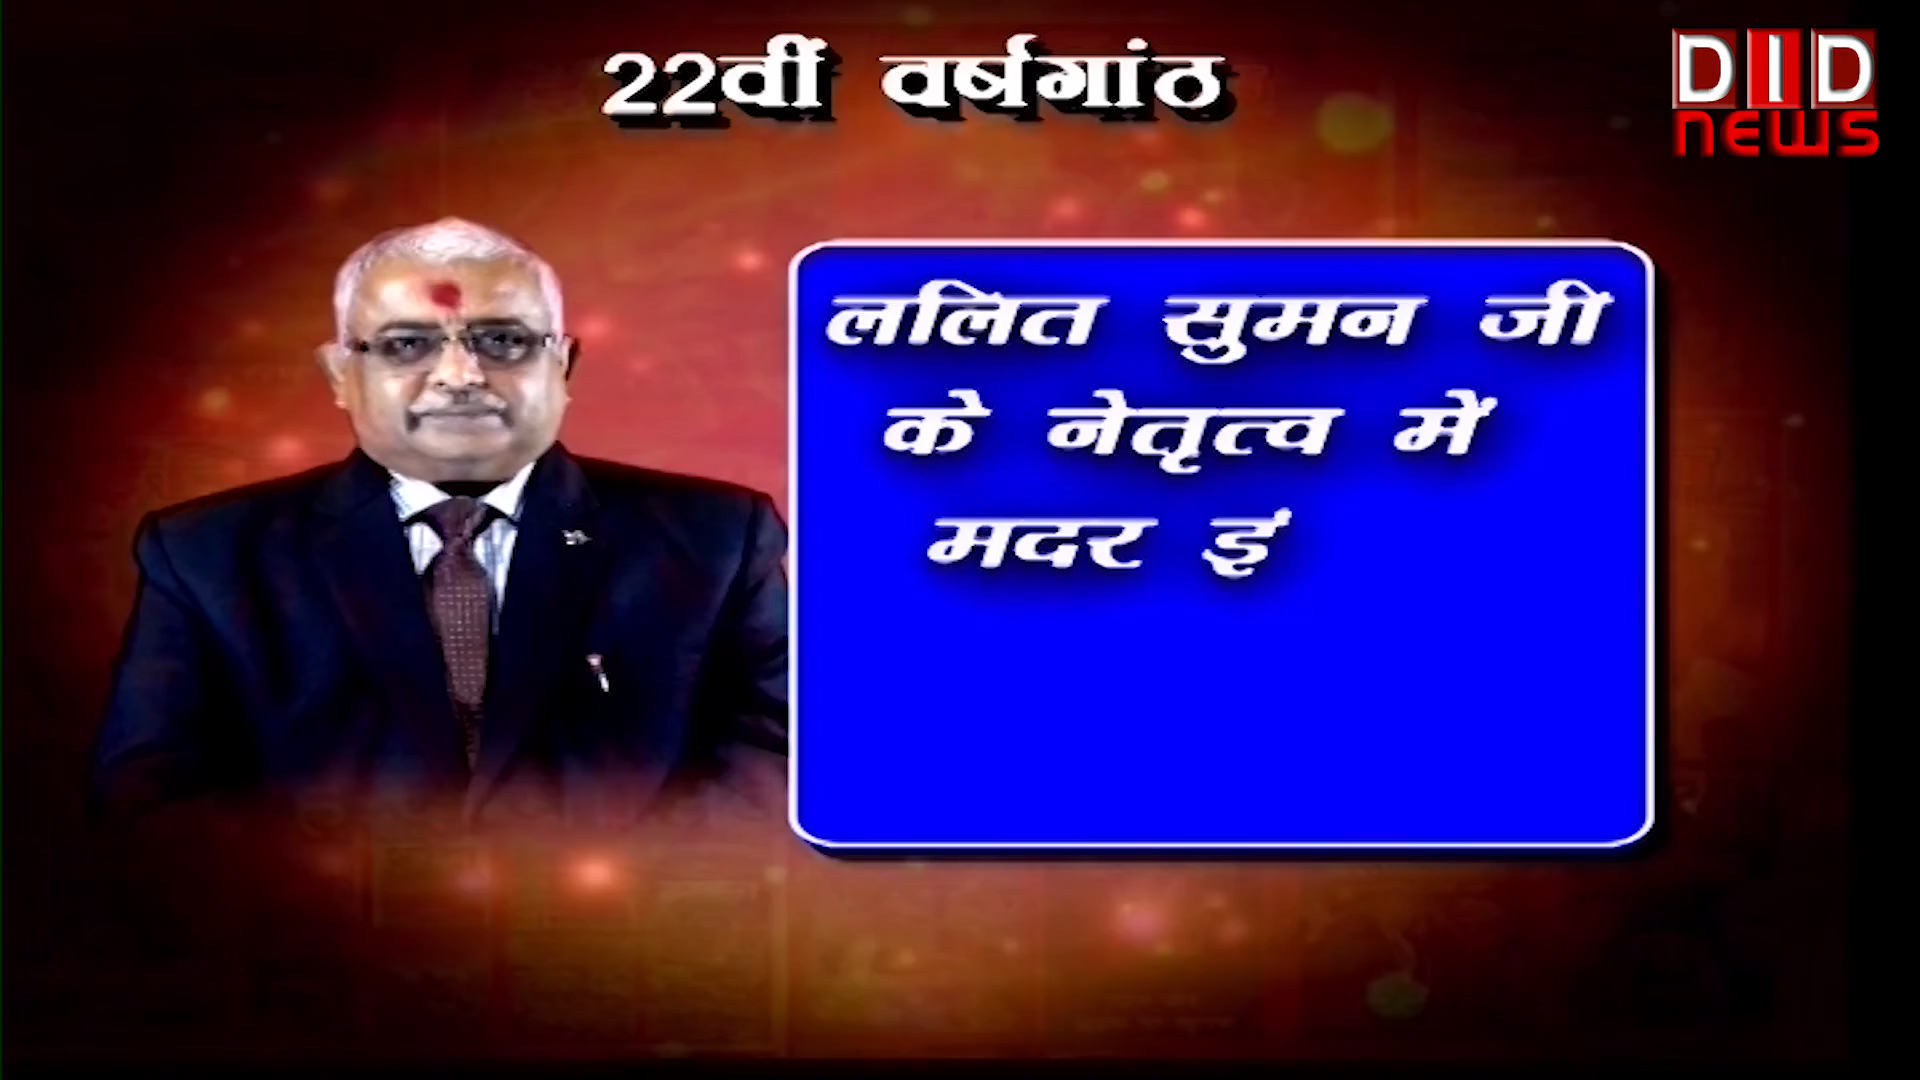 22वीं वर्षगांठ
DID
NEWS
ललित सुमन जी
के नेतृत्व में
मदर इं